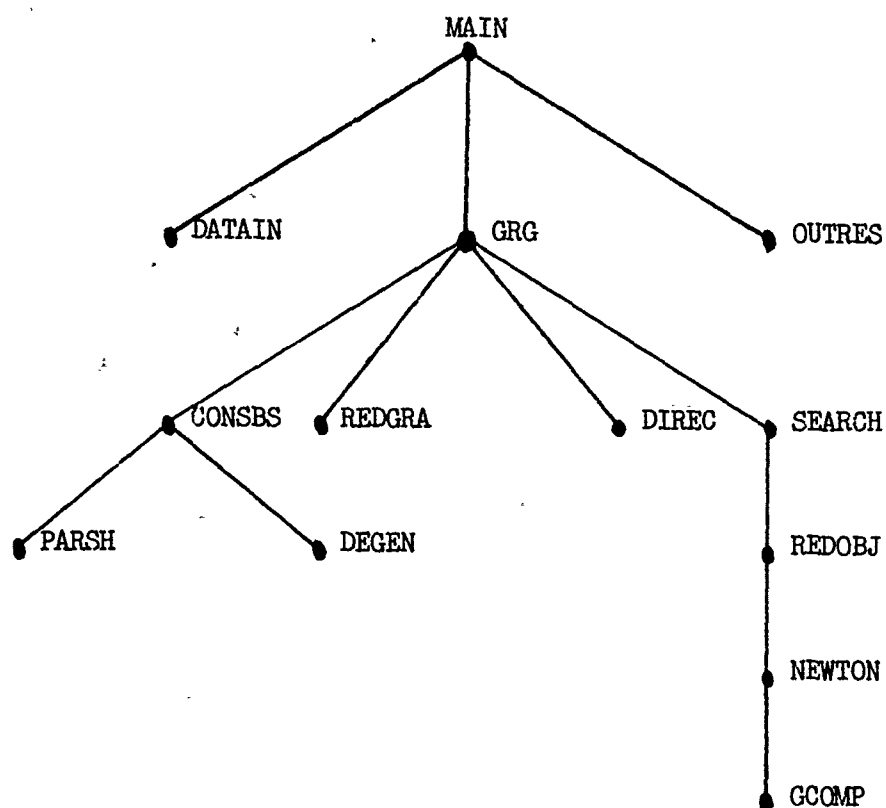 MAIN
DATAIN
GRG
OUTRES
CONSBS
REDGRA
DIREC
SEARCH
PARSH
DEGEN
REDOBJ
NEWTON
GCOMP